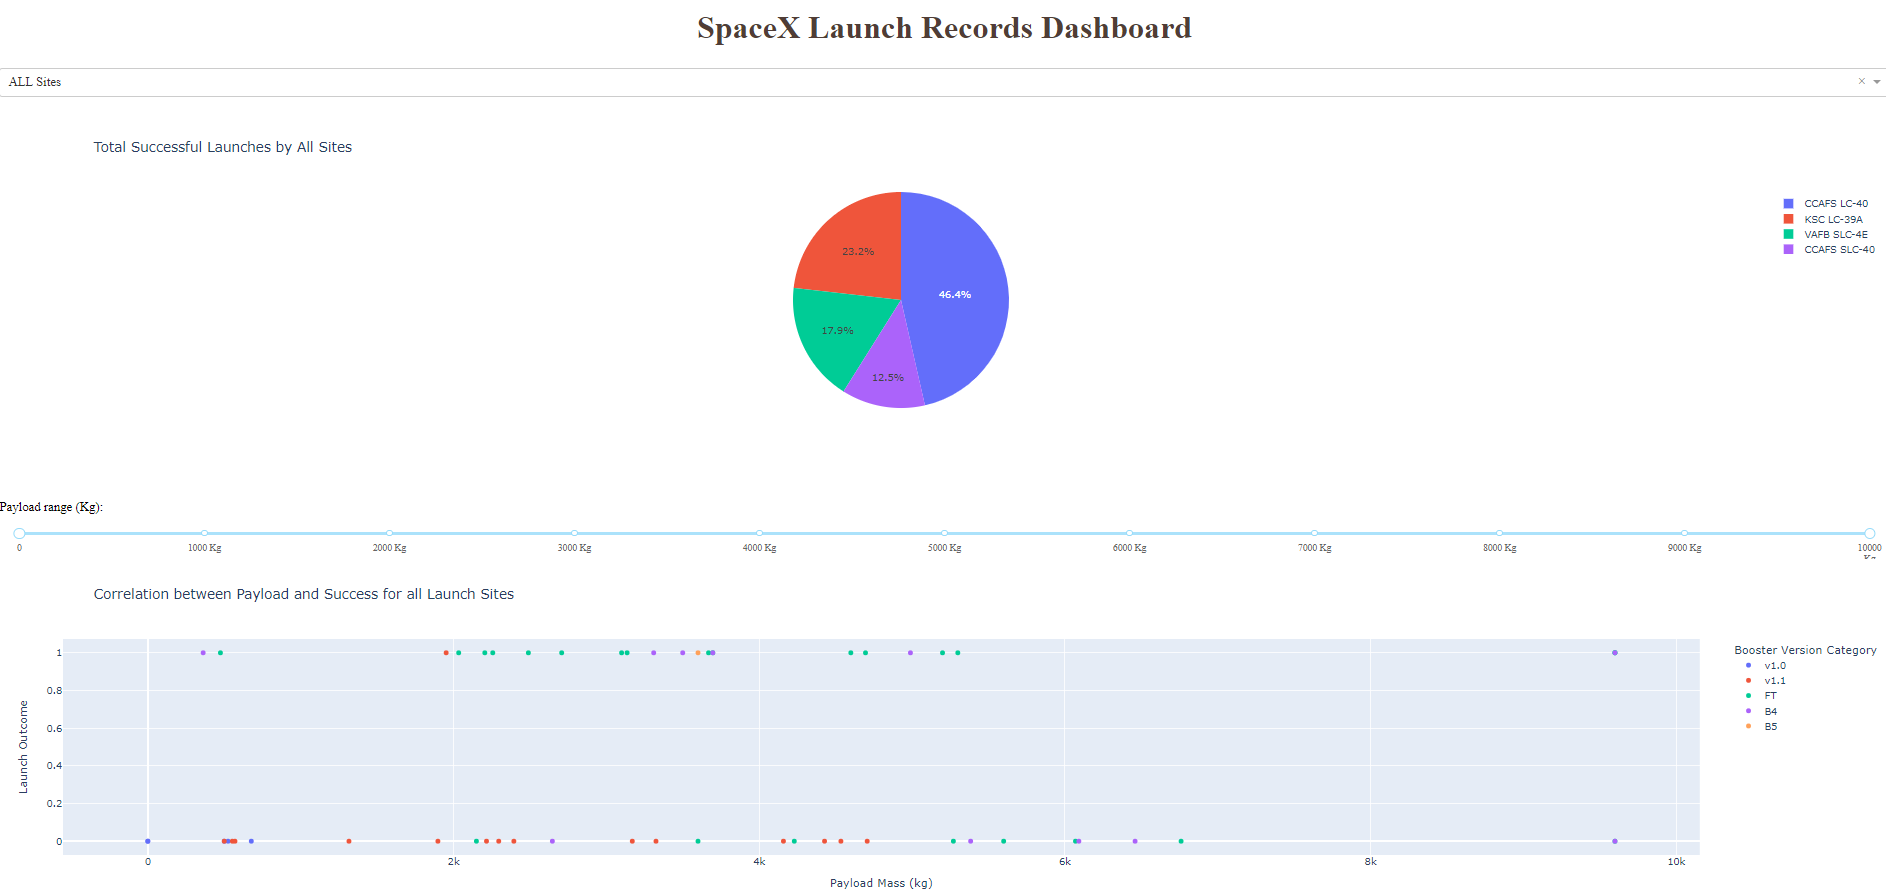 SpaceX Launch Records Dashboard
ALL Sites
× 
Total Successful Launches by All Sites
23.2%
46.4%
17.9%
12.5%
CCAFS LC-40
KSC LC-39A
VAFB SLC-4E
CCAFS SLC-40
Payload range (Kg):
0 1000 Kg 2000 Kg 3000 Kg 4000 Kg 5000 Kg 6000 Kg 7000 Kg 8000 Kg 9000 Kg 10000
Kg
Correlation between Payload and Success for all Launch Sites
Launch Outcome
1
0.8
0.6
0.4
0.2
0
0 2k 4k 6k 8k 10k
Payload Mass (kg)
Booster Version Category
v1.0
v1.1
FT
B4
B5